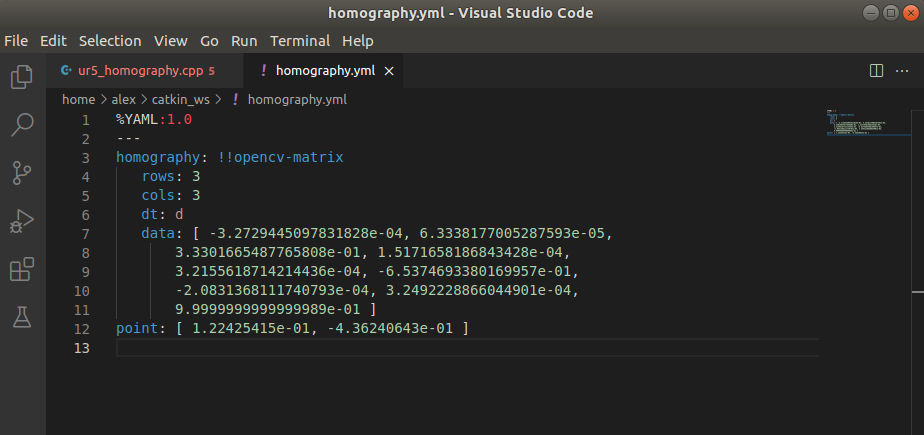 homography.yml - Visual Studio Code
File Edit Selection View Go Run Terminal Help
ur5_homography.cpp 5 ! homography.yml
home > alex > catkin_ws > ! homography.yml
1 %YAML:1.0
2 ---
3 homography: !!opencv-matrix
4 rows: 3
5 cols: 3
6 dt: d
7 data: [ -3.2729445097831828e-04, 6.3338177005287593e-05,
8 3.3301665487765808e-01, 1.5171658186843428e-04,
9 3.2155618714214436e-04, -6.5374693380169957e-01,
10 -2.0831368111740793e-04, 3.2492228866044901e-04,
11 9.9999999999999989e-01 ]
12 point: [ 1.22425415e-01, -4.36240643e-01 ]
13